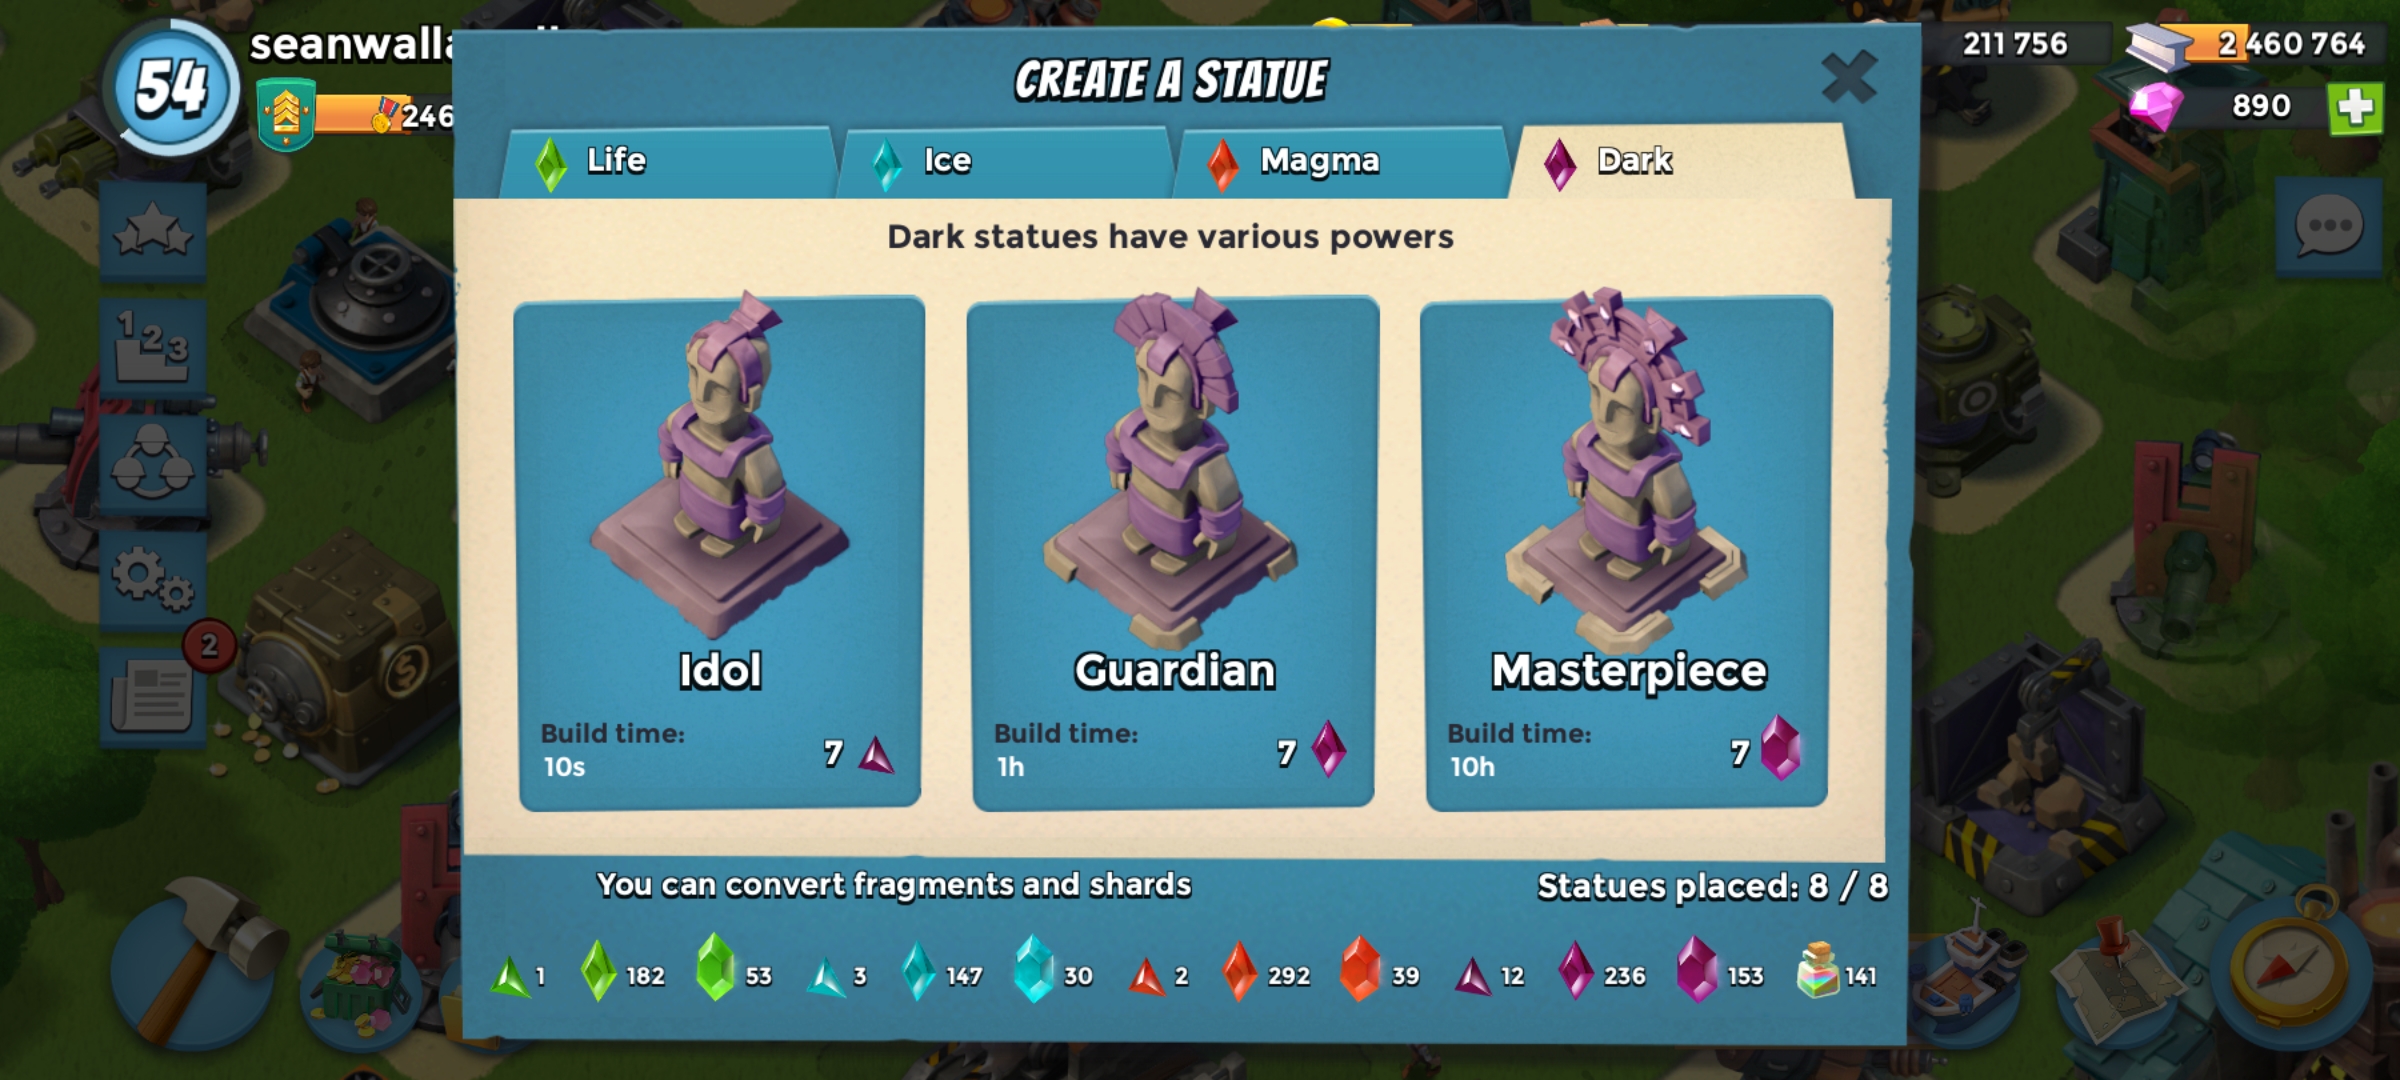 54
246
211 756
2 460 764
890
CREATE A STATUE
Life
Ice
Magma
Dark
Dark statues have various powers
Idol
Build time:
10s
7
Guardian
Build time:
1h
7
Masterpiece
Build time:
10h
7
1 2 3
2
You can convert fragments and shards
Statues placed: 8 / 8
1 182 53 3 147 30 2 292 39 12 236 153 141